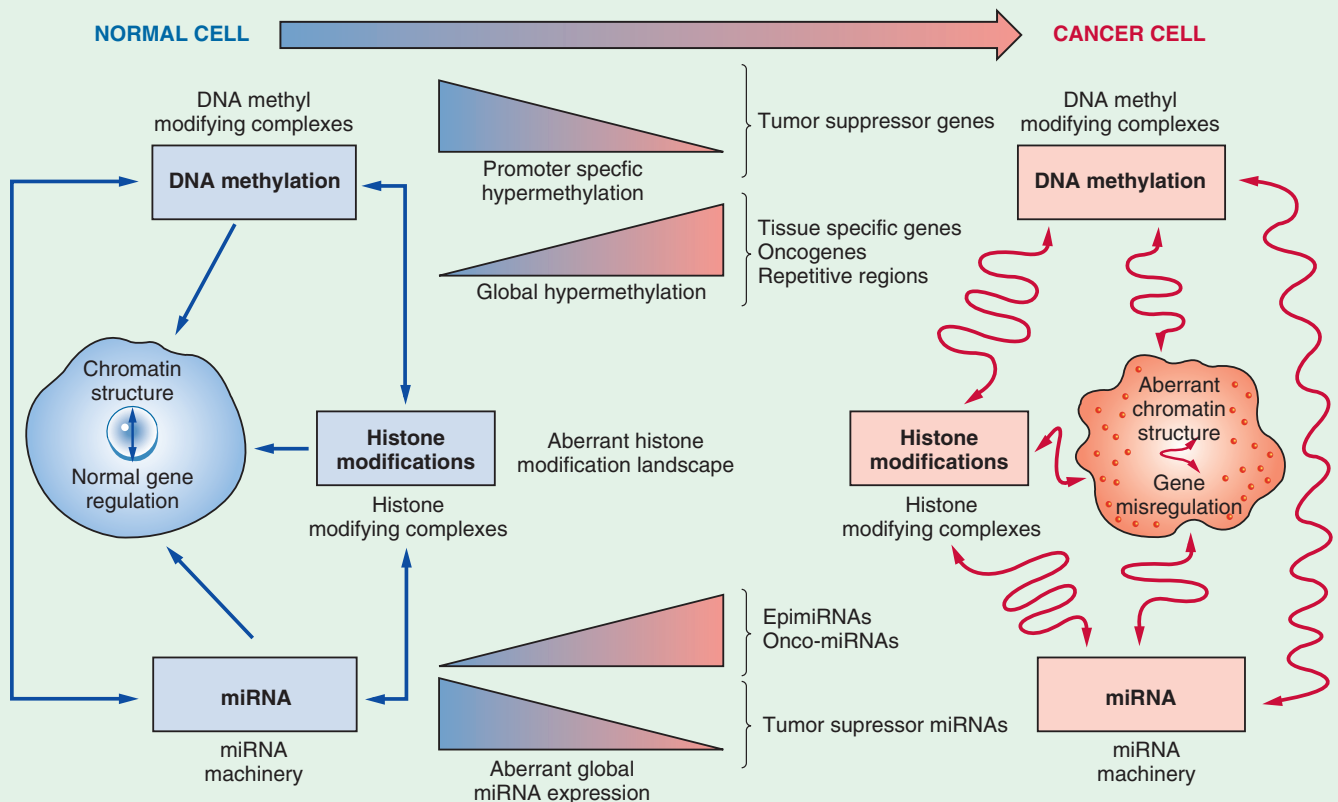 NORMAL CELL
CANCER CELL
DNA methyl
modifying complexes
DNA methylation
Chromatin
structure
Normal gene
regulation
Histone
modifications
Histone
modifying complexes
miRNA
miRNA
machinery
Promoter specfic
hypermethylation
Tumor suppressor genes
Global hypermethylation
Tissue specific genes
Oncogenes
Repetitive regions
Aberrant histone
modification landscape
EpimiRNAs
Onco-miRNAs
Tumor supressor miRNAs
Aberrant global
miRNA expression
DNA methyl
modifying complexes
DNA methylation
Histone
modifications
Histone
modifying complexes
Aberrant
chromatin
structure
Gene
misregulation
miRNA
miRNA
machinery